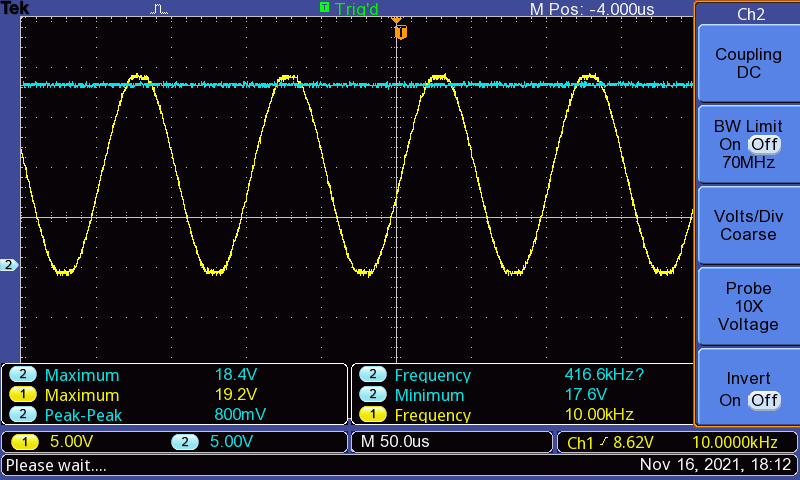 Tek T Trig'd M Pos: -4.000us
T
Ch2
Coupling
DC
BW Limit
On Off
70MHz
Volts/Div
Coarse
2
Probe
10X
Voltage
Invert
On Off
2 Maximum 18.4V
1 Maximum 19.2V
2 Peak-Peak 800mV
2 Frequency 416.6kHz?
2 Minimum 17.6V
1 Frequency 10.00kHz
1 5.00V 2 5.00V M 50.0us Ch1 8.62V 10.0000kHz
Please wait.... Nov 16, 2021, 18:12